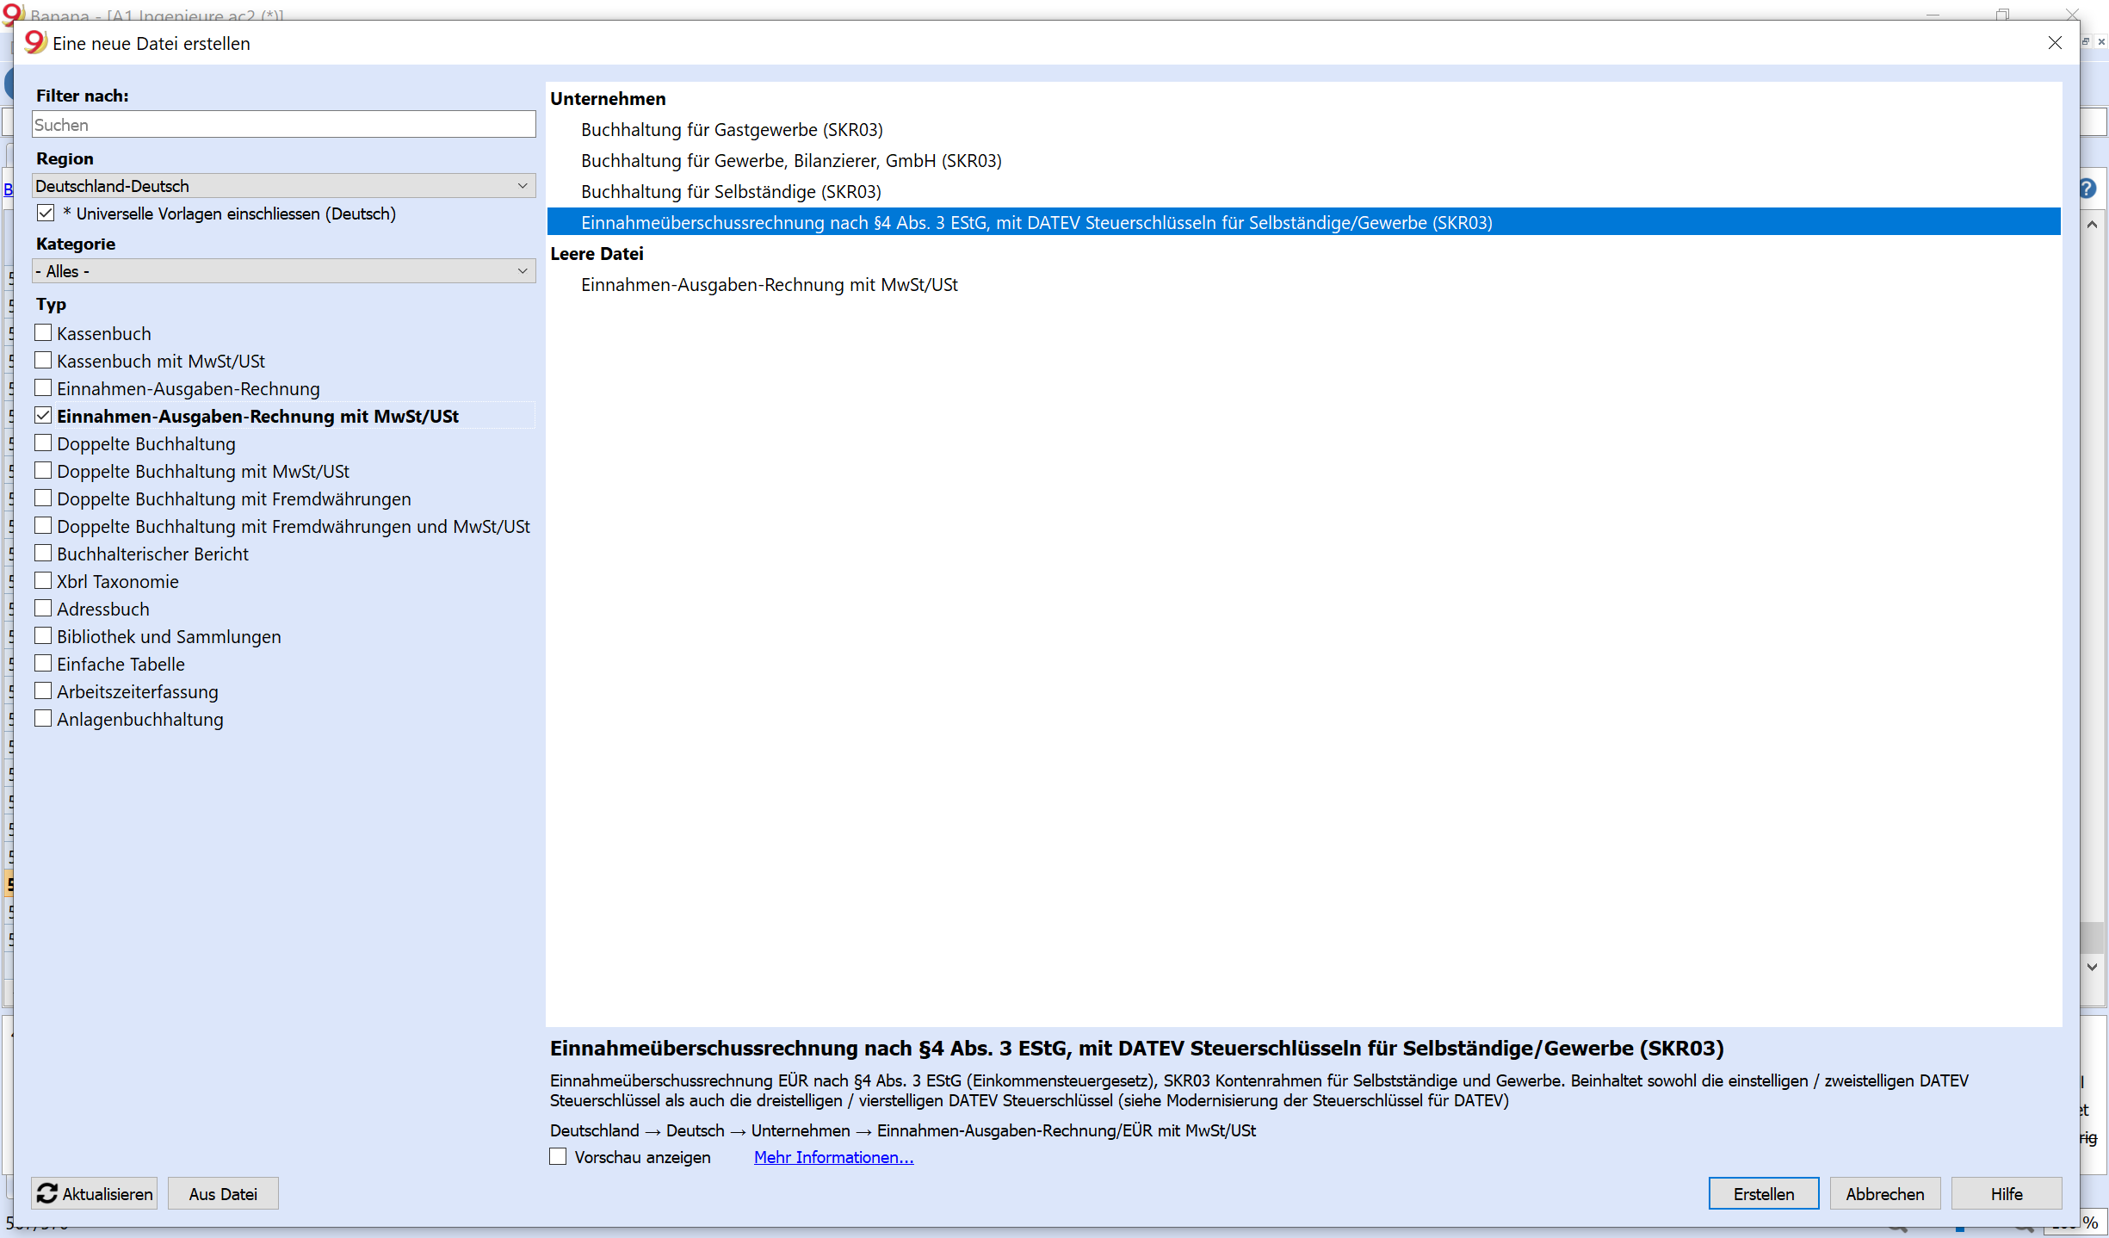 Banana - [A1 Ingenieure.ac2 (*)]
Eine neue Datei erstellen
Filter nach:
Suchen
Region
Deutschland-Deutsch
* Universelle Vorlagen einschliessen (Deutsch)
Kategorie
- Alles -
Typ
Kassenbuch
Kassenbuch mit MwSt/USt
Einnahmen-Ausgaben-Rechnung
Einnahmen-Ausgaben-Rechnung mit MwSt/USt
Doppelte Buchhaltung
Doppelte Buchhaltung mit MwSt/USt
Doppelte Buchhaltung mit Fremdwährungen
Doppelte Buchhaltung mit Fremdwährungen und MwSt/USt
Buchhalterischer Bericht
Xbrl Taxonomie
Adressbuch
Bibliothek und Sammlungen
Einfache Tabelle
Arbeitszeiterfassung
Anlagenbuchhaltung
Unternehmen
Buchhaltung für Gastgewerbe (SKR03)
Buchhaltung für Gewerbe, Bilanzierer, GmbH (SKR03)
Buchhaltung für Selbständige (SKR03)
Einnahmeüberschussrechnung nach §4 Abs. 3 EStG, mit DATEV Steuerschlüsseln für Selbständige/Gewerbe (SKR03)
Leere Datei
Einnahmen-Ausgaben-Rechnung mit MwSt/USt
Einnahmeüberschussrechnung nach §4 Abs. 3 EStG, mit DATEV Steuerschlüsseln für Selbständige/Gewerbe (SKR03)
Einnahmeüberschussrechnung EÜR nach §4 Abs. 3 EStG (Einkommensteuergesetz), SKR03 Kontenrahmen für Selbstständige und Gewerbe. Beinhaltet sowohl die einstelligen / zweistelligen DATEV
Steuerschlüssel als auch die dreistelligen / vierstelligen DATEV Steuerschlüssel (siehe Modernisierung der Steuerschlüssel für DATEV)
Deutschland → Deutsch → Unternehmen → Einnahmen-Ausgaben-Rechnung/EÜR mit MwSt/USt
Vorschau anzeigen Mehr Informationen...
Aktualisieren Aus Datei Erstellen Abbrechen Hilfe